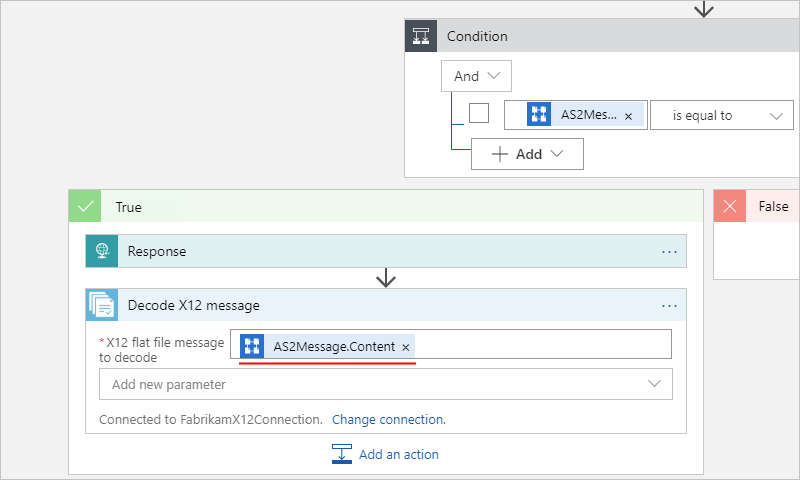 Condition
And
AS2Mes... ×
is equal to
Add
True
False
Response
...
Decode X12 message
...
*X12 flat file message
to decode
AS2Message.Content ×
Add new parameter
Connected to FabrikamX12Connection. Change connection.
Add an action